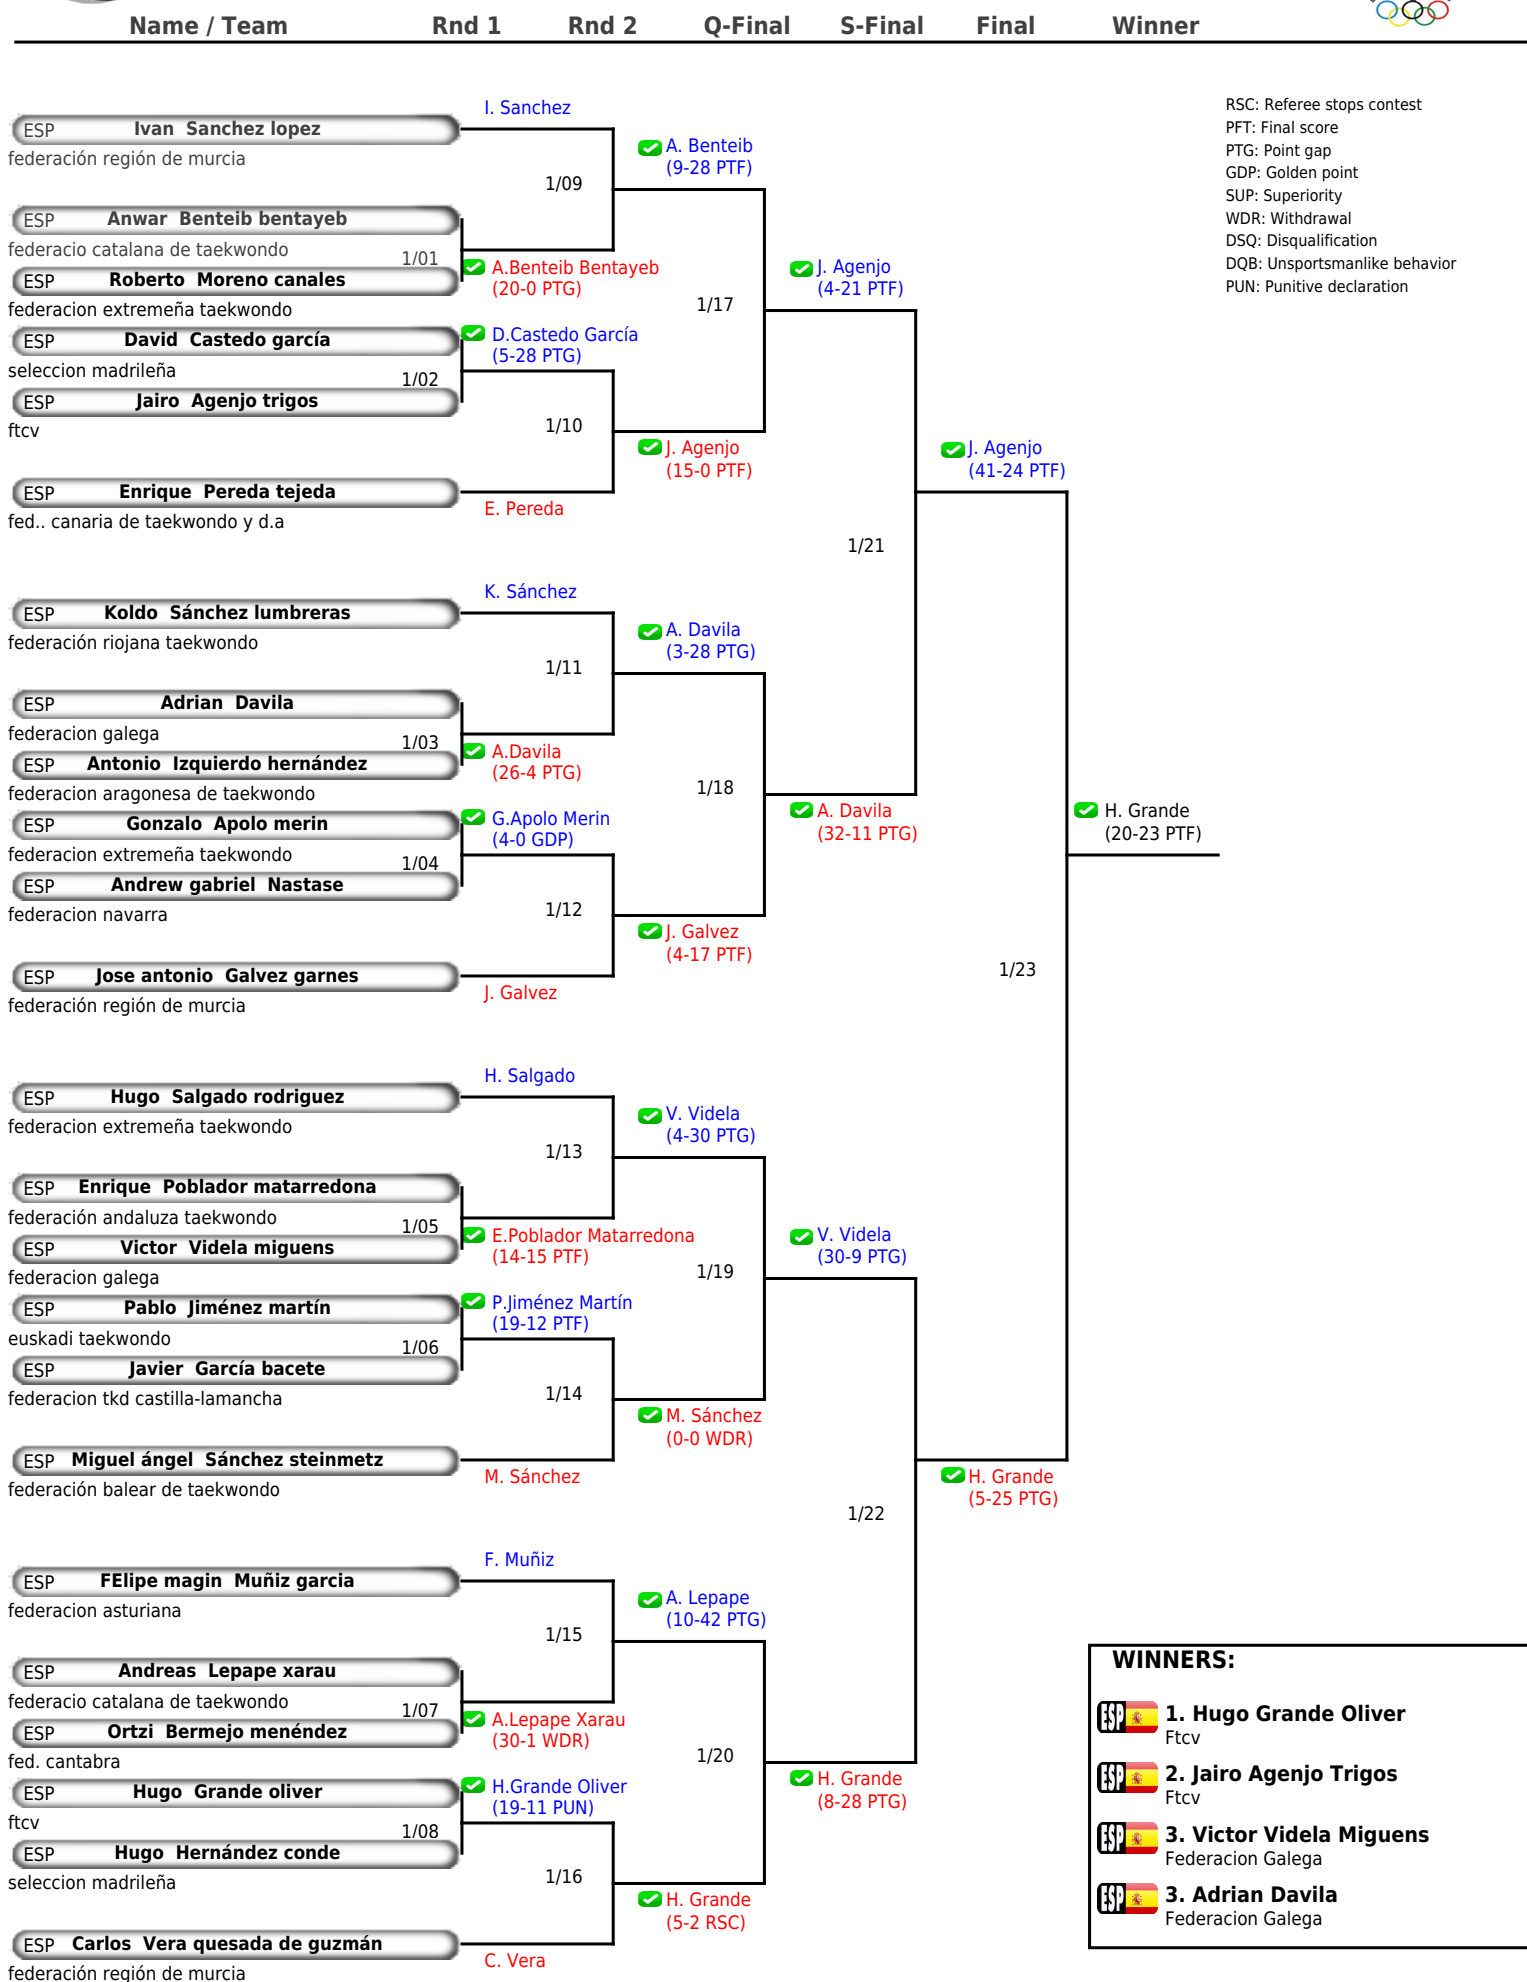 Name / Team Rnd 1 Rnd 2 Q-Final S-Final Final Winner
RSC: Referee stops contest
PFT: Final score
PTG: Point gap
GDP: Golden point
SUP: Superiority
WDR: Withdrawal
DSQ: Disqualification
DQB: Unsportsmanlike behavior
PUN: Punitive declaration
I. Sanchez
ESP Ivan Sanchez lopez
federación región de murcia
A. Benteib
(9-28 PTF)
1/09
ESP Anwar Benteib bentayeb
federacio catalana de taekwondo
1/01
A.Benteib Bentayeb
(20-0 PTG)
ESP Roberto Moreno canales
federacion extremeña taekwondo
J. Agenjo
(4-21 PTF)
1/17
ESP David Castedo garcía
seleccion madrileña
D.Castedo García
(5-28 PTG)
1/02
ESP Jairo Agenjo trigos
ftcv
1/10
J. Agenjo
(15-0 PTF)
J. Agenjo
(41-24 PTF)
ESP Enrique Pereda tejeda
fed.. canaria de taekwondo y d.a
E. Pereda
1/21
K. Sánchez
ESP Koldo Sánchez lumbreras
federación riojana taekwondo
A. Davila
(3-28 PTG)
1/11
ESP Adrian Davila
federacion galega
1/03
A.Davila
(26-4 PTG)
ESP Antonio Izquierdo hernández
federacion aragonesa de taekwondo
1/18
A. Davila
(32-11 PTG)
H. Grande
(20-23 PTF)
ESP Gonzalo Apolo merin
federacion extremeña taekwondo
G.Apolo Merin
(4-0 GDP)
1/04
ESP Andrew gabriel Nastase
federacion navarra
1/12
J. Galvez
(4-17 PTF)
ESP Jose antonio Galvez garnes
federación región de murcia
J. Galvez
1/23
H. Salgado
ESP Hugo Salgado rodriguez
federacion extremeña taekwondo
V. Videla
(4-30 PTG)
1/13
ESP Enrique Poblador matarredona
federación andaluza taekwondo
1/05
E.Poblador Matarredona
(14-15 PTF)
ESP Victor Videla miguens
federacion galega
V. Videla
(30-9 PTG)
1/19
ESP Pablo Jiménez martín
euskadi taekwondo
P.Jiménez Martín
(19-12 PTF)
1/06
ESP Javier García bacete
federacion tkd castilla-lamancha
1/14
M. Sánchez
(0-0 WDR)
ESP Miguel ángel Sánchez steinmetz
federación balear de taekwondo
M. Sánchez
H. Grande
(5-25 PTG)
1/22
F. Muñiz
ESP FElipe magin Muñiz garcia
federacion asturiana
A. Lepape
(10-42 PTG)
1/15
ESP Andreas Lepape xarau
federacio catalana de taekwondo
1/07
A.Lepape Xarau
(30-1 WDR)
ESP Ortzi Bermejo menéndez
fed. cantabra
1/20
H. Grande
(8-28 PTG)
ESP Hugo Grande oliver
ftcv
H.Grande Oliver
(19-11 PUN)
1/08
ESP Hugo Hernández conde
seleccion madrileña
1/16
H. Grande
(5-2 RSC)
ESP Carlos Vera quesada de guzmán
federación región de murcia
C. Vera
WINNERS:
ESP 1. Hugo Grande Oliver
Ftcv
ESP 2. Jairo Agenjo Trigos
Ftcv
ESP 3. Victor Videla Miguens
Federacion Galega
ESP 3. Adrian Davila
Federacion Galega